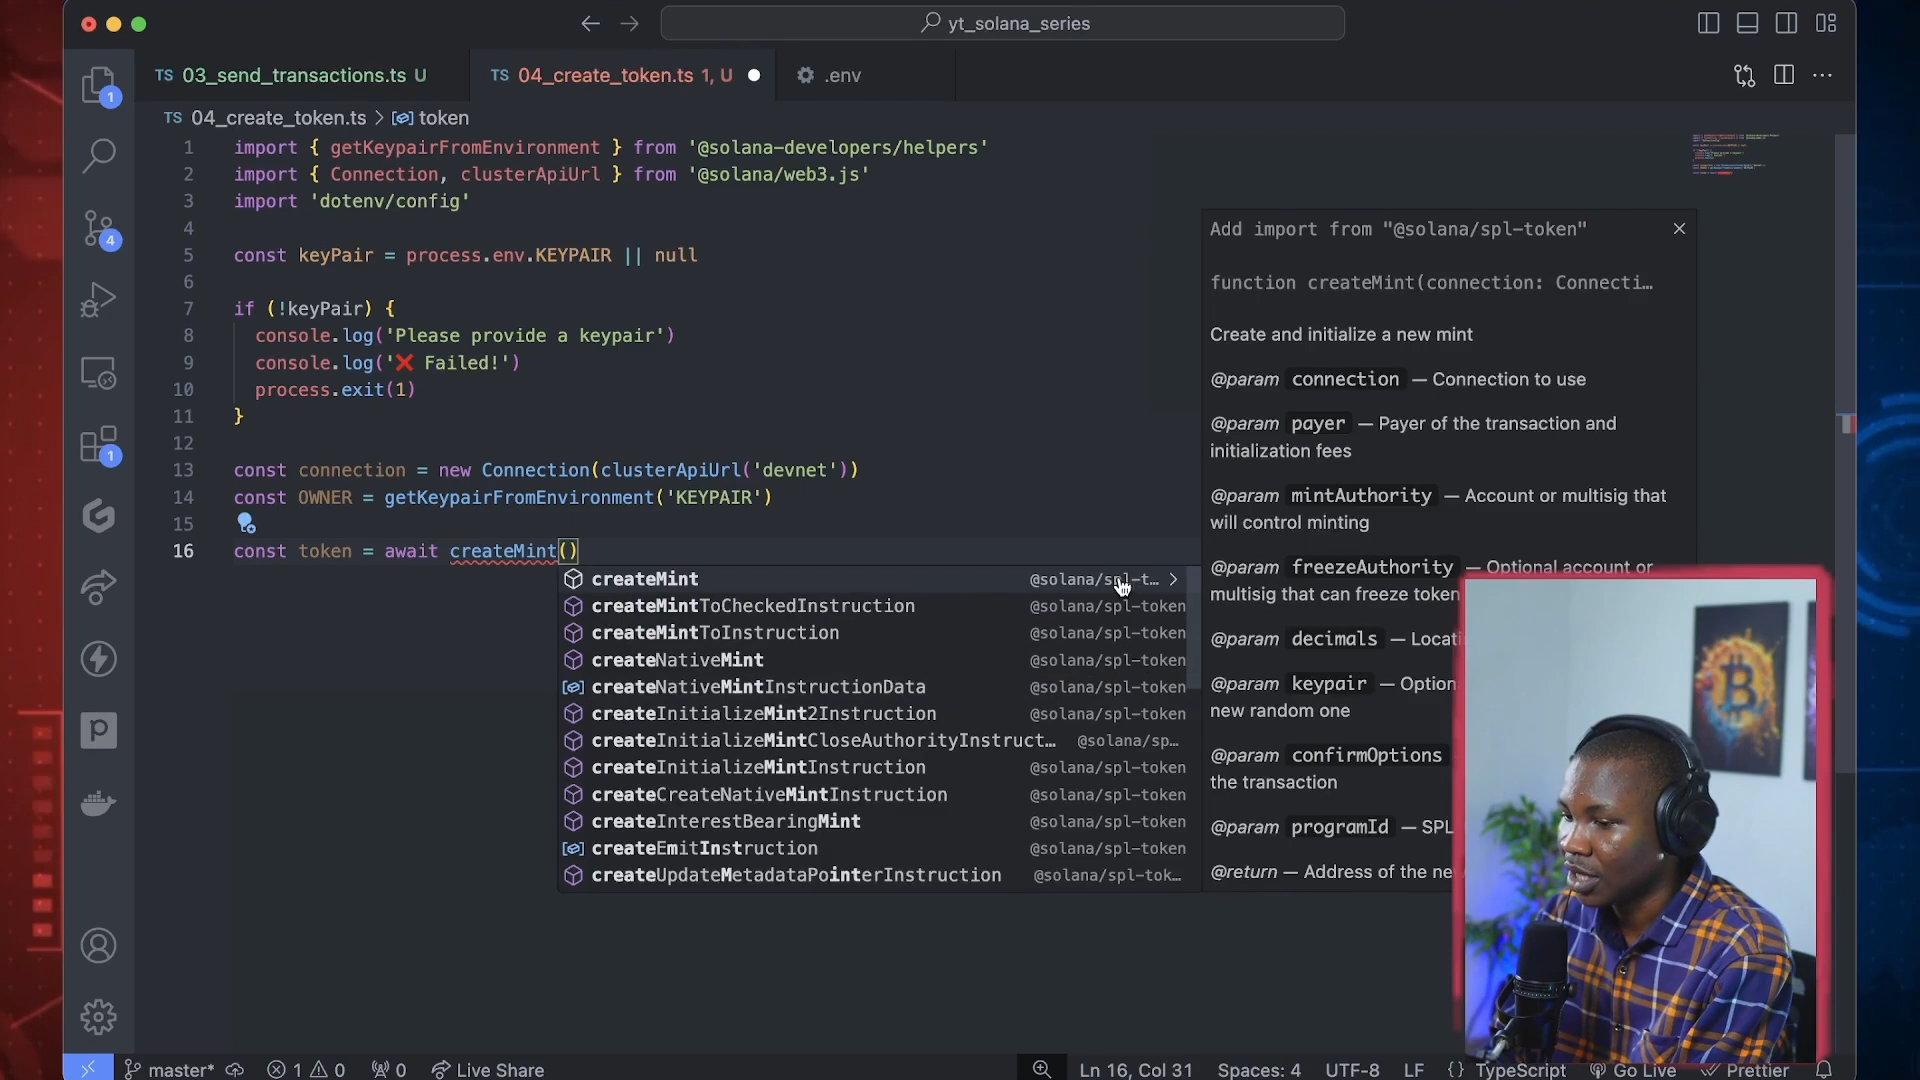 yt_solana_series
TS 03_send_transactions.ts U
TS 04_create_token.ts 1, U
.env
TS 04_create_token.ts > token
1 import { getKeypairFromEnvironment } from '@solana-developers/helpers'
2 import { Connection, clusterApiUrl } from '@solana/web3.js'
3 import 'dotenv/config'
4
5 const keyPair = process.env.KEYPAIR || null
6
7 if (!keyPair) {
8 console.log('Please provide a keypair')
9 console.log('❌ Failed!')
10 process.exit(1)
11 }
12
13 const connection = new Connection(clusterApiUrl('devnet'))
14 const OWNER = getKeypairFromEnvironment('KEYPAIR')
15
16 const token = await createMint()
createMint @solana/spl-t…
createMintToCheckedInstruction @solana/spl-token
createMintToInstruction @solana/spl-token
createNativeMint @solana/spl-token
createNativeMintInstructionData @solana/spl-token
createInitializeMint2Instruction @solana/spl-token
createInitializeMintCloseAuthorityInstruct… @solana/sp…
createInitializeMintInstruction @solana/spl-token
createCreateNativeMintInstruction @solana/spl-token
createInterestBearingMint @solana/spl-token
createEmitInstruction @solana/spl-token
createUpdateMetadataPointerInstruction @solana/spl-tok…
Add import from "@solana/spl-token"
function createMint(connection: Connecti…
Create and initialize a new mint
@param connection — Connection to use
@param payer — Payer of the transaction and
initialization fees
@param mintAuthority — Account or multisig that
will control minting
@param freezeAuthority — Optional account or
multisig that can freeze token
@param decimals — Locati
@param keypair — Option
new random one
@param confirmOptions
the transaction
@param programId — SPL
@return — Address of the ne
1
4
1
master* 1 0 0 Live Share
Ln 16, Col 31 Spaces: 4 UTF-8 LF {} TypeScript Go Live Prettier